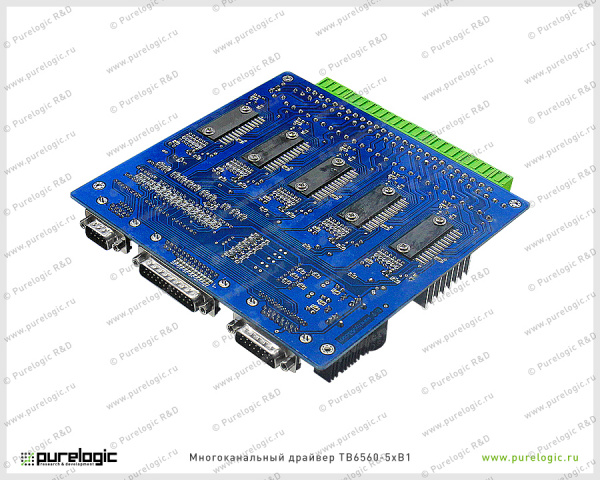 © Purelogic R&D
www.purelogic.ru
purelogic
research & development
Многоканальный драйвер TB6560-5xB1
www.purelogic.ru